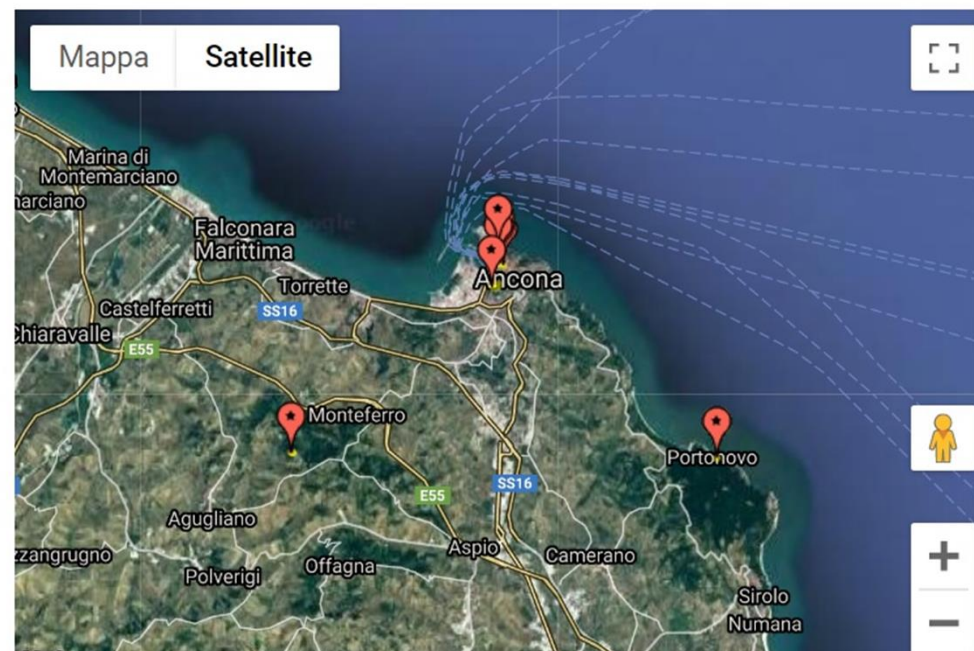 Mappa
Satellite
Marina di
Montemarciano
marciano
Falconara
Marittima
Torrette
Ancona
Castelferretti
SS16
Chiaravalle
E55
Monteferro
Portonovo
SS16
E55
Agugliano
Aspio
Camerano
zzangrugno
Offagna
Polverigi
Sirolo
Numana